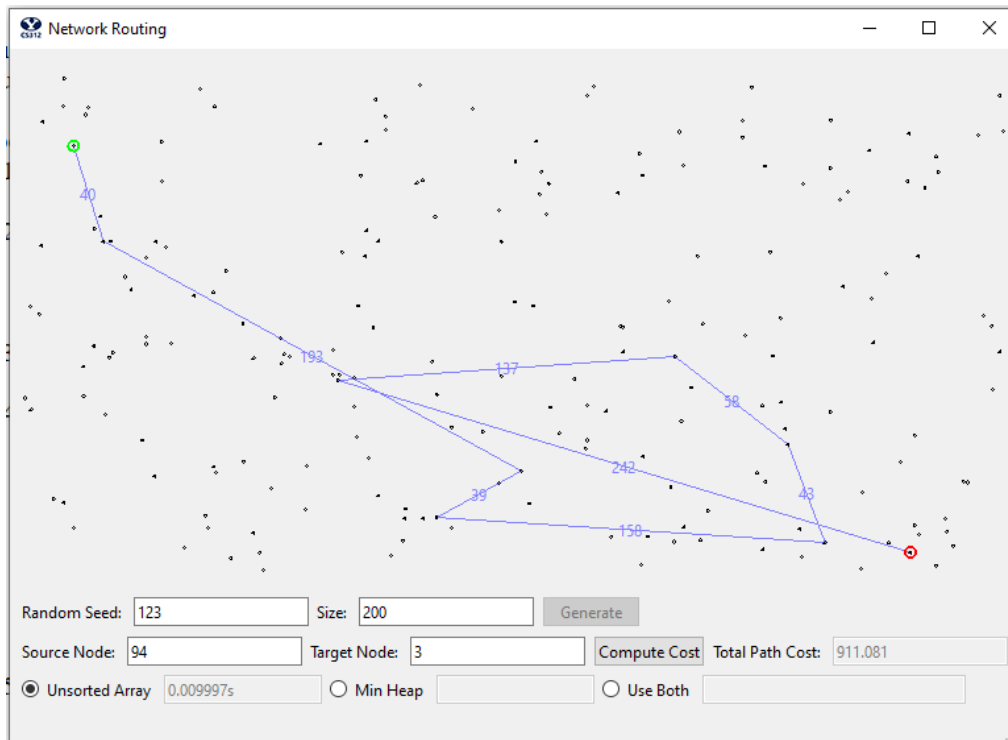 CS312 Network Routing
40
193
137
58
242
39
43
158
Random Seed: 123 Size: 200 Generate
Source Node: 94 Target Node: 3 Compute Cost Total Path Cost: 911.081
Unsorted Array 0.009997s Min Heap Use Both